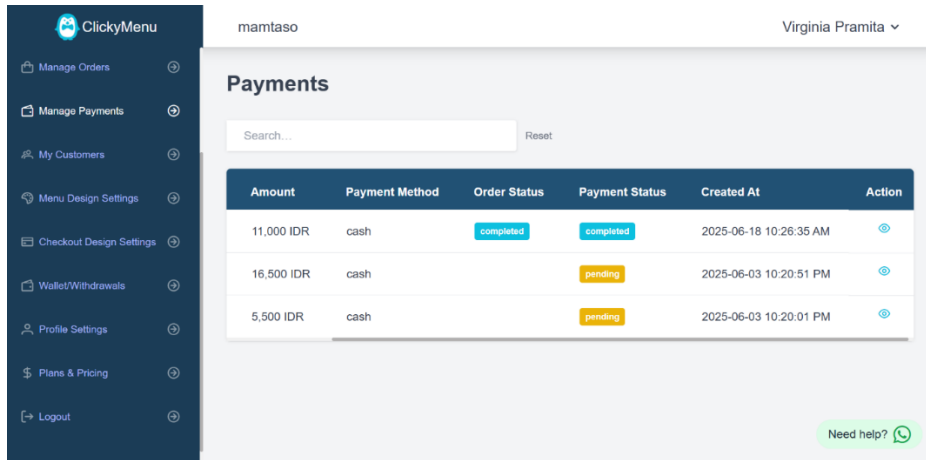 ClickyMenu
mamtaso
Virginia Pramita
Manage Orders
Manage Payments
My Customers
Menu Design Settings
Checkout Design Settings
Wallet/Withdrawals
Profile Settings
Plans & Pricing
Logout
Payments
Search...
Reset
Amount Payment Method Order Status Payment Status Created At Action
11,000 IDR cash completed completed 2025-06-18 10:26:35 AM
16,500 IDR cash pending 2025-06-03 10:20:51 PM
5,500 IDR cash pending 2025-06-03 10:20:01 PM
Need help?